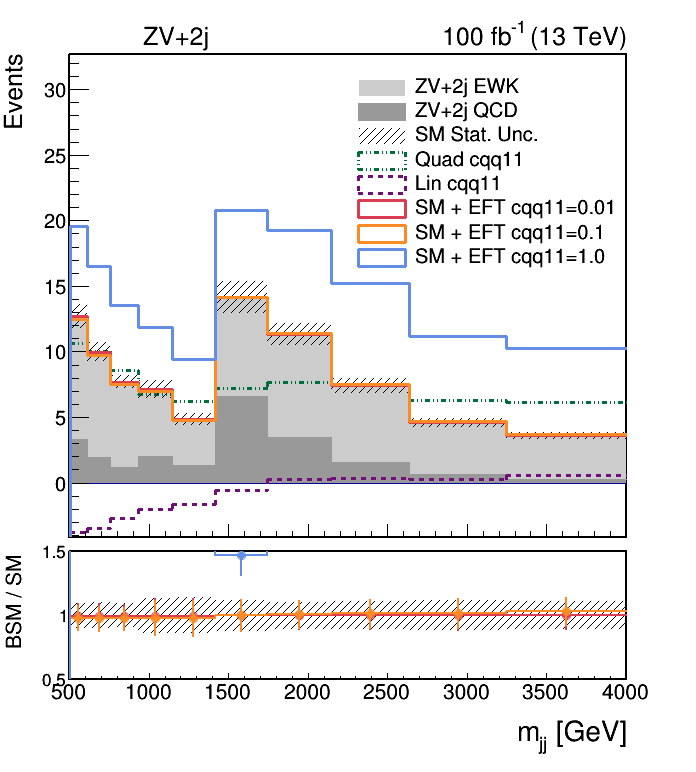 ZV+2j 100 fb-1 (13 TeV)
Events
30
25
20
15
10
5
0
ZV+2j EWK
ZV+2j QCD
SM Stat. Unc.
Quad cqq11
Lin cqq11
SM + EFT cqq11=0.01
SM + EFT cqq11=0.1
SM + EFT cqq11=1.0
BSM / SM
1.5
1
0.5
500 1000 1500 2000 2500 3000 3500 4000
mjj [GeV]